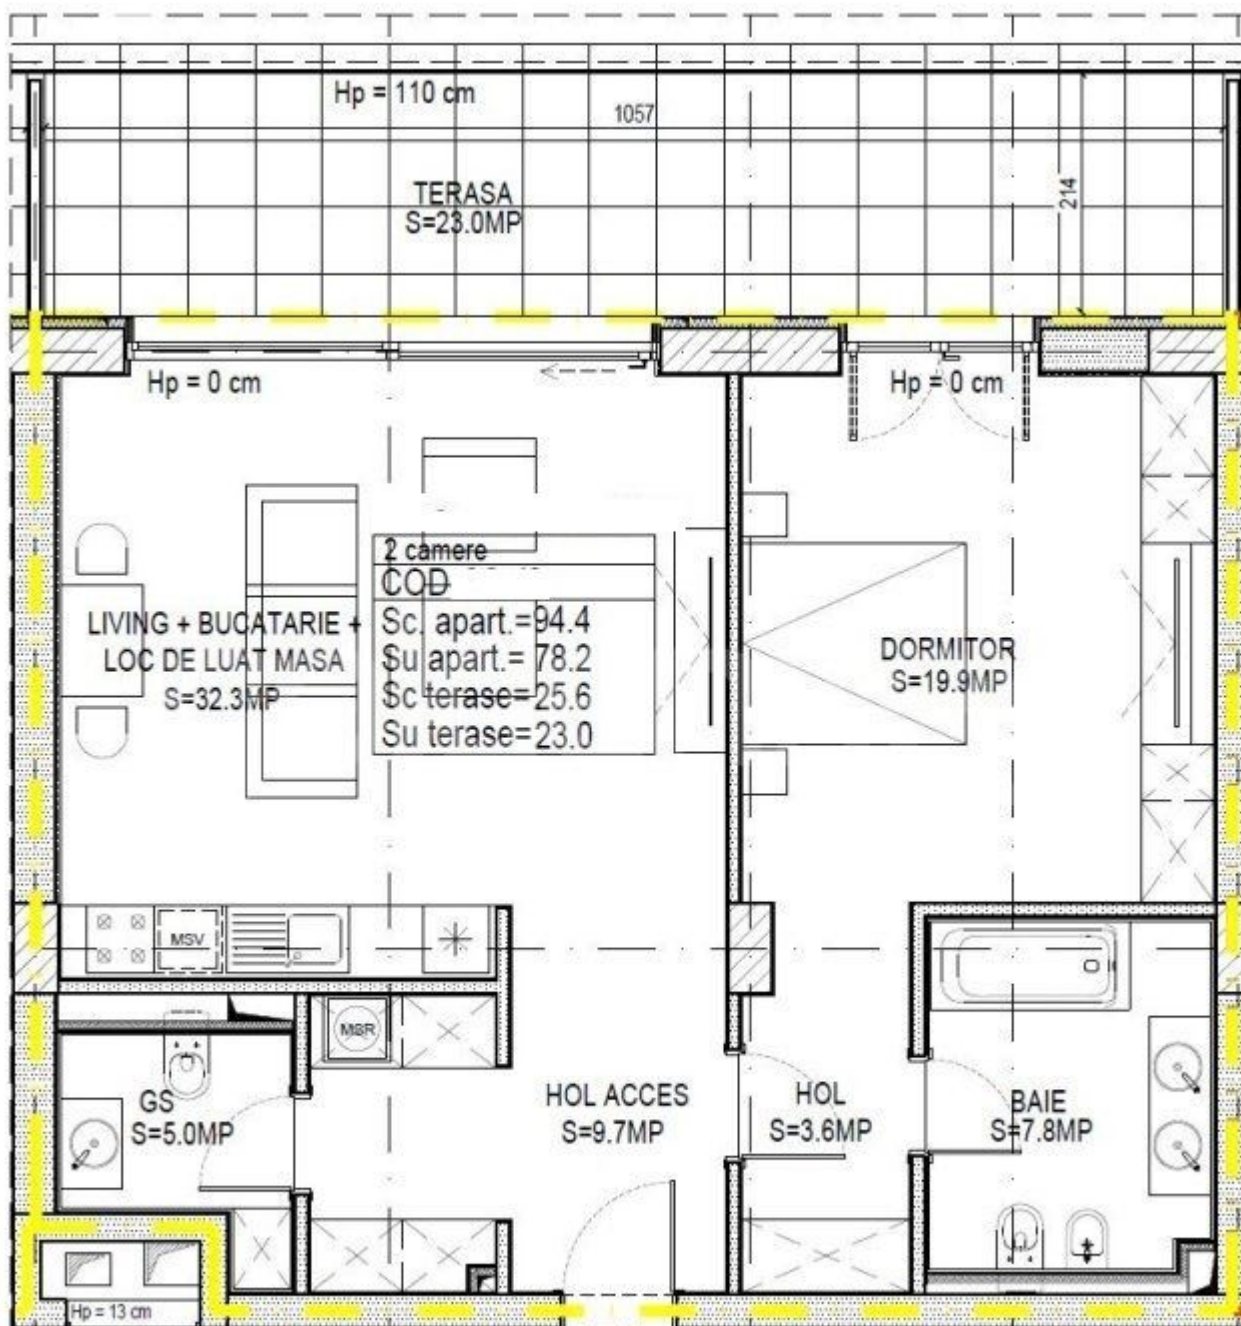 Hp = 110 cm
1057
TERASA
S=23.0MP
214
Hp = 0 cm
Hp = 0 cm
2 camere
COD
Sc. apart.=94.4
Su apart.= 78.2
Sc terase=25.6
Su terase=23.0
LIVING + BUCATARIE +
LOC DE LUAT MASA
S=32.3MP
DORMITOR
S=19.9MP
MSV
MSR
GS
S=5.0MP
HOL ACCES
S=9.7MP
HOL
S=3.6MP
BAIE
S=7.8MP
Hp = 13 cm